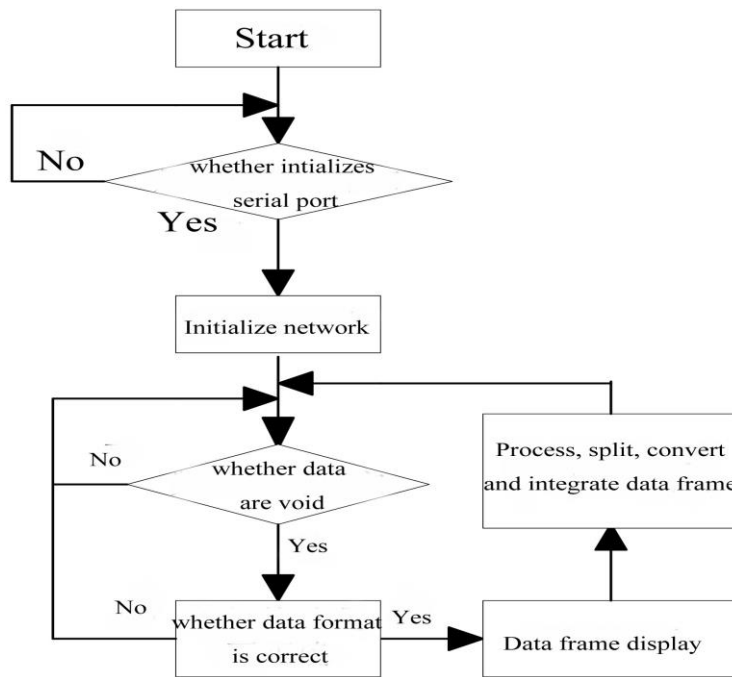 Start
No
whether intializes
serial port
Yes
Initialize network
No
whether data
are void
Yes
Process, split, convert
and integrate data frame
No
whether data format
is correct
Yes
Data frame display